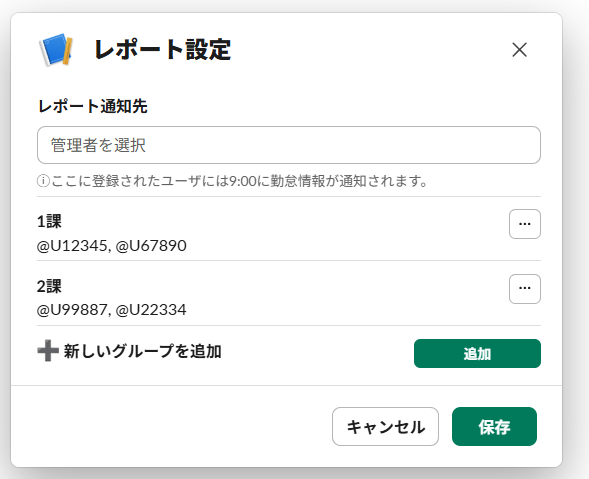 レポート設定
レポート通知先
管理者を選択
ⓘここに登録されたユーザには9:00に勤怠情報が通知されます。
1課
@U12345, @U67890
2課
@U99887, @U22334
新しいグループを追加
追加
キャンセル
保存